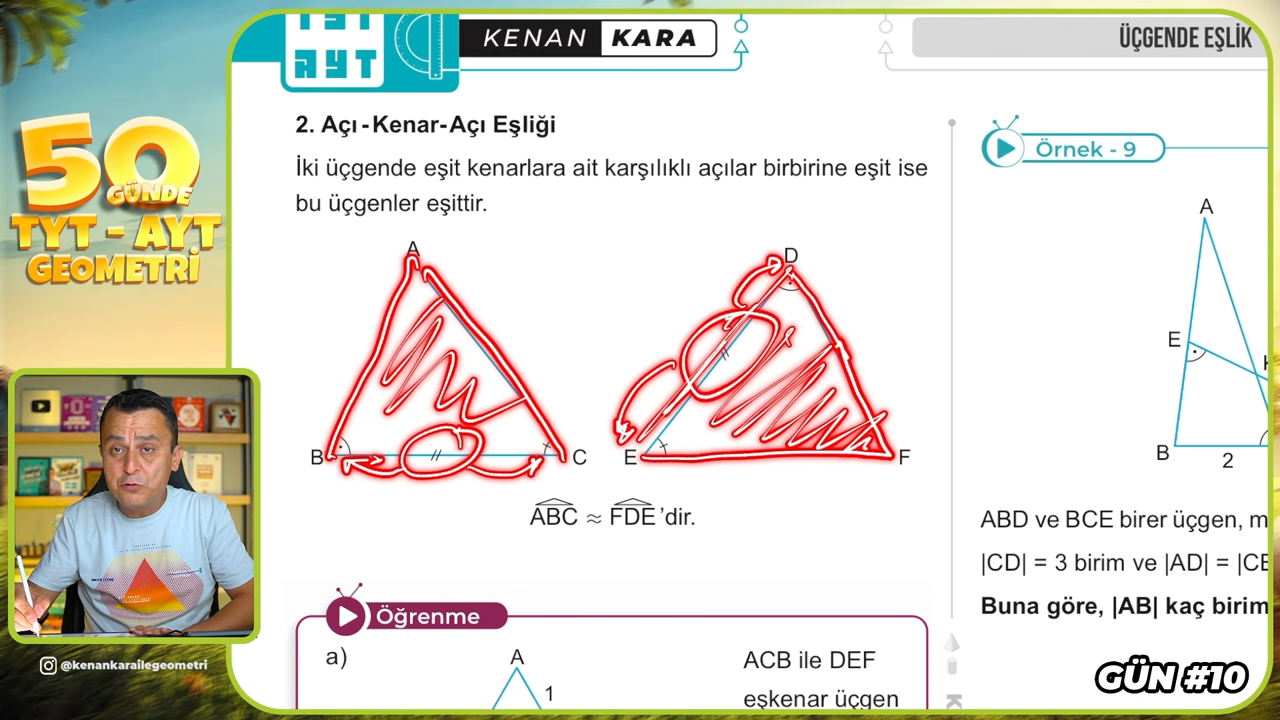 50
GÜNDE
TYT - AYT
GEOMETRİ
AYT
KENAN KARA
ÜÇGENDE EŞLİK
2. Açı-Kenar-Açı Eşliği
İki üçgende eşit kenarlara ait karşılıklı açılar birbirine eşit ise
bu üçgenler eşittir.
A
B
C
D
E
F
ABC ≈ FDE'dir.
Öğrenme
a)
A
1
ACB ile DEF
eşkenar üçgen
Örnek - 9
A
E
K
B
2
ABD ve BCE birer üçgen, m
|CD| = 3 birim ve |AD| = |CE
Buna göre, |AB| kaç birim
@kenankarailegeometri
GÜN #10